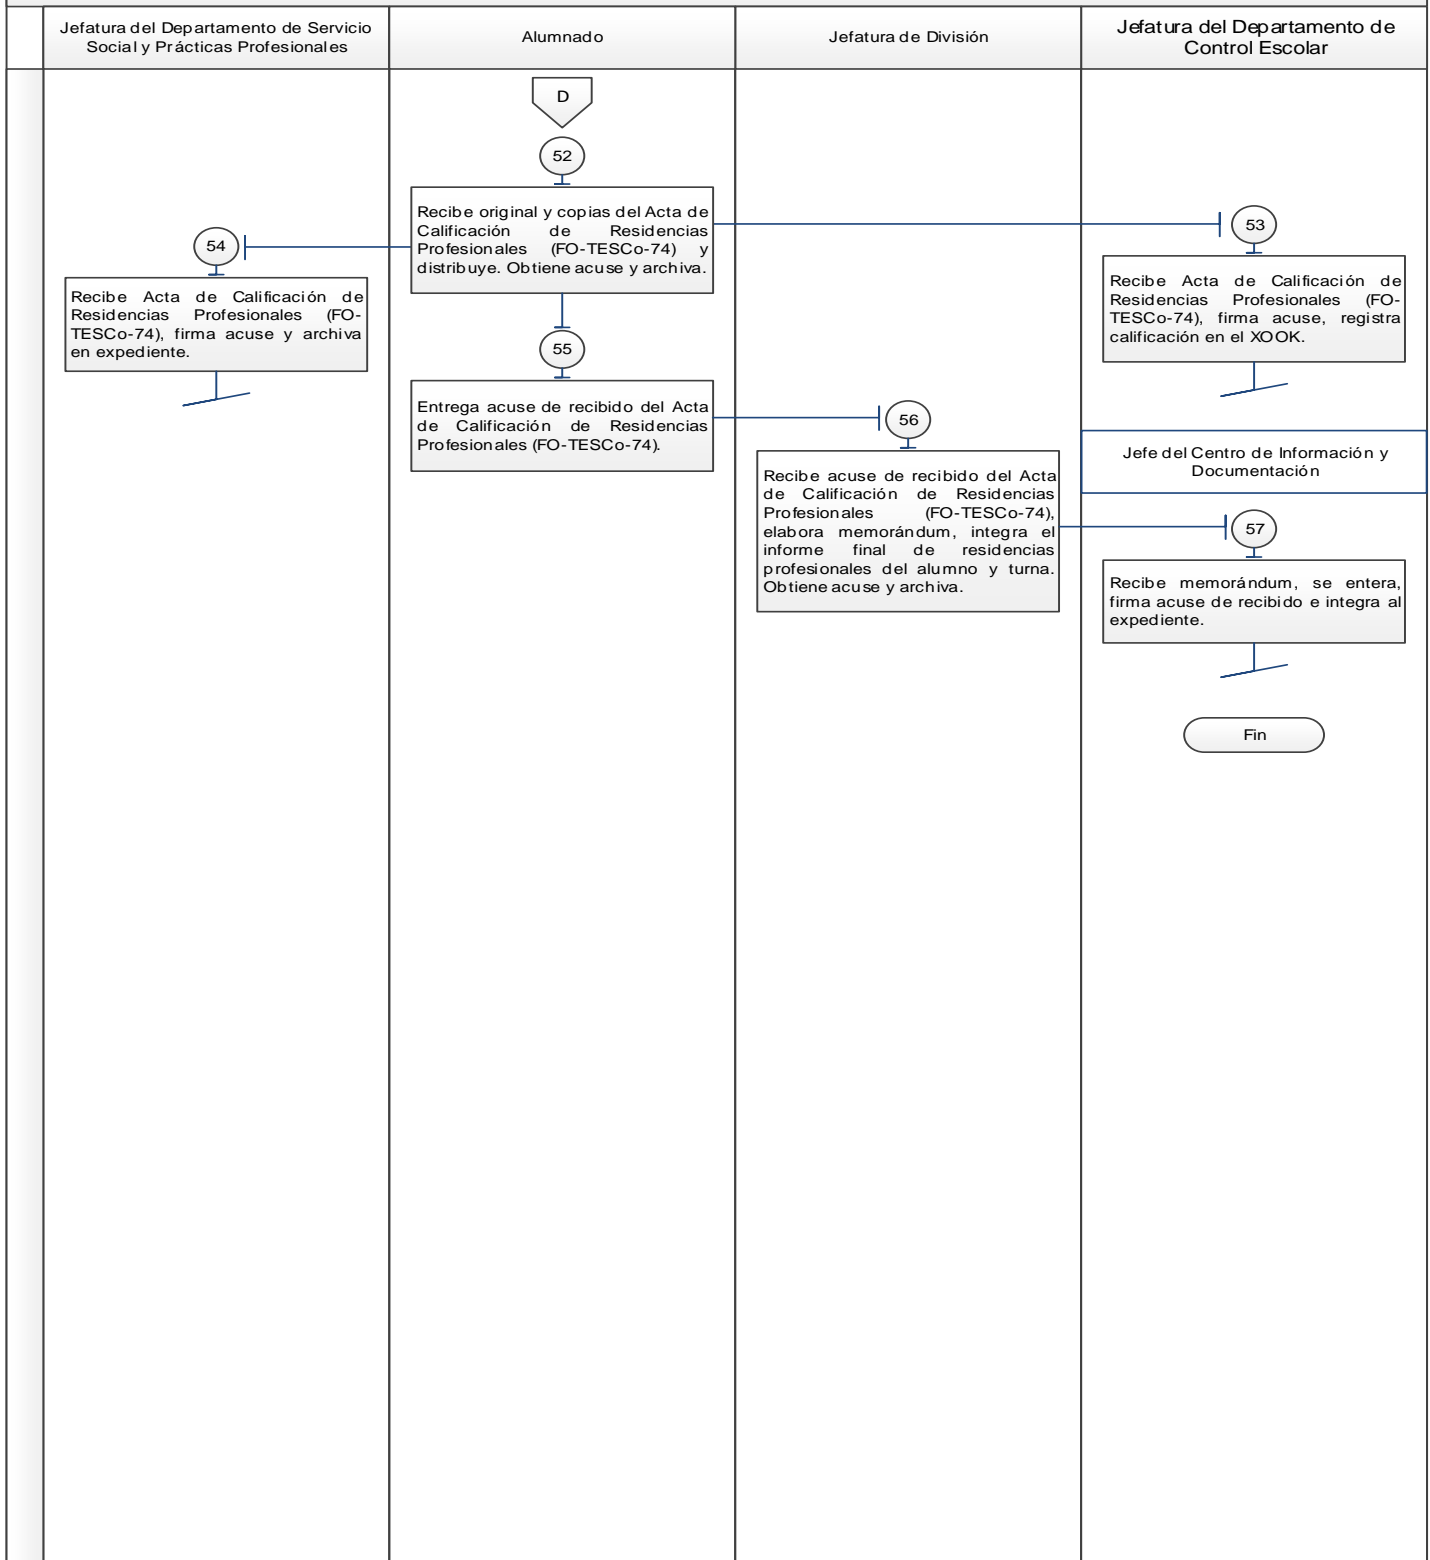 Jefatura del Departamento de Servicio
Social y Prácticas Profesionales
Alumnado
Jefatura de División
Jefatura del Departamento de
Control Escolar
D
52
Recibe original y copias del Acta de
Calificación de Residencias
Profesionales (FO-TESCo-74) y
distribuye. Obtiene acuse y archiva.
53
Recibe Acta de Calificación de
Residencias Profesionales (FO-
TESCo-74), firma acuse, registra
calificación en el XOOK.
54
Recibe Acta de Calificación de
Residencias Profesionales (FO-
TESCo-74), firma acuse y archiva
en expediente.
55
Entrega acuse de recibido del Acta
de Calificación de Residencias
Profesionales (FO-TESCo-74).
56
Recibe acuse de recibido del Acta
de Calificación de Residencias
Profesionales (FO-TESCo-74),
elabora memorándum, integra el
informe final de residencias
profesionales del alumno y turna.
Obtiene acuse y archiva.
Jefe del Centro de Información y
Documentación
57
Recibe memorándum, se entera,
firma acuse de recibido e integra al
expediente.
Fin